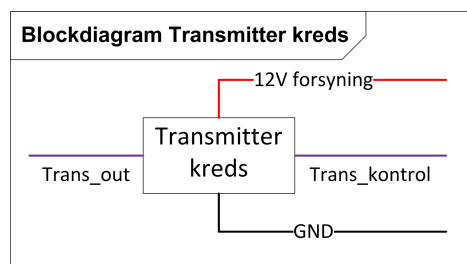 Blockdiagram Transmitter kreds
12V forsyning
Transmitter
kreds
Trans_out
Trans_kontrol
GND